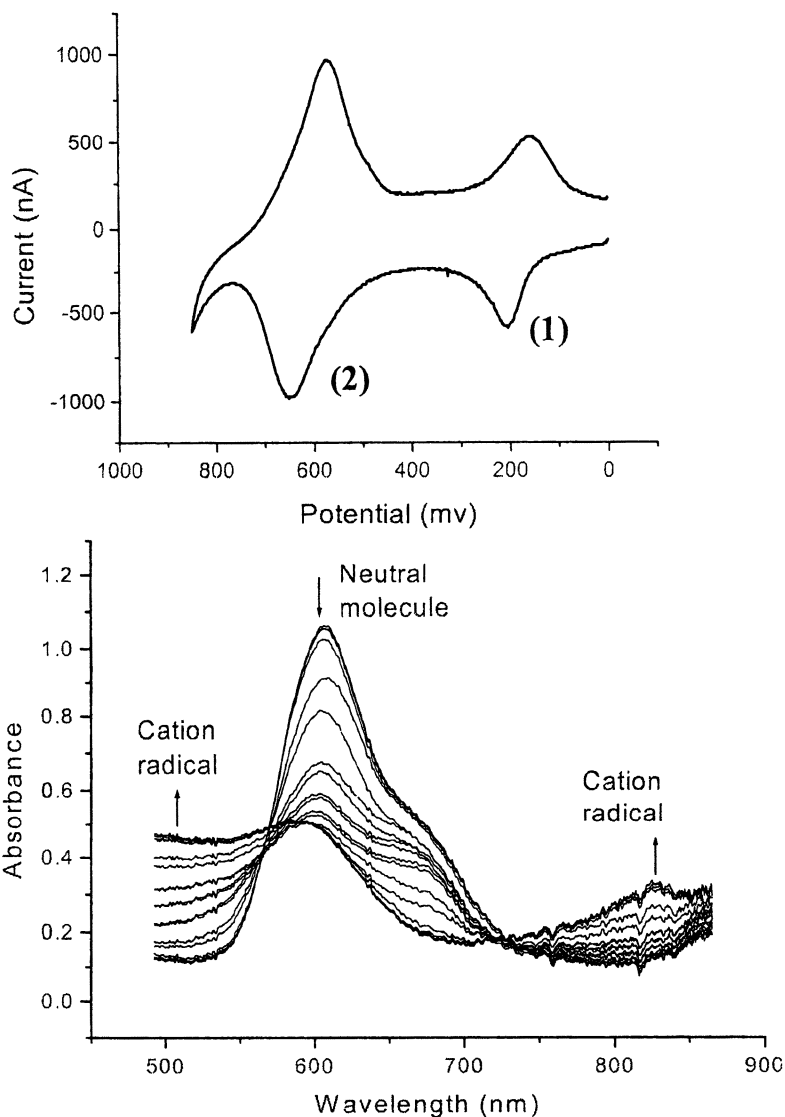 1000
500
0
-500
-1000
Current (nA)
(1)
(2)
1000 800 600 400 200 0
Potential (mv)
1.2
1.0
0.8
0.6
0.4
0.2
0.0
Absorbance
Neutral
molecule
Cation
radical
Cation
radical
500 600 700 800 900
Wavelength (nm)